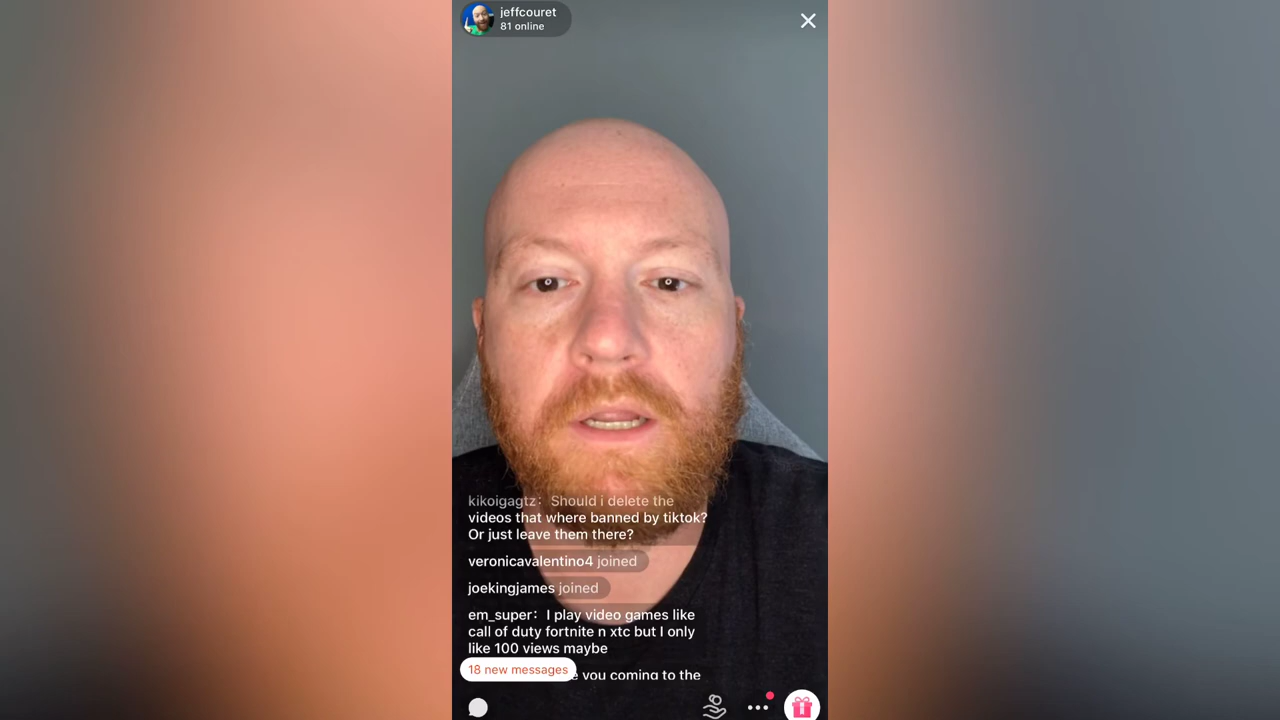 jeffcouret
81 online
kikoigagtz: Should i delete the
videos that where banned by tiktok?
Or just leave them there?
veronicavalentino4 joined
joekingjames joined
em_super: I play video games like
call of duty fortnite n xtc but I only
like 100 views maybe
18 new messages
you coming to the